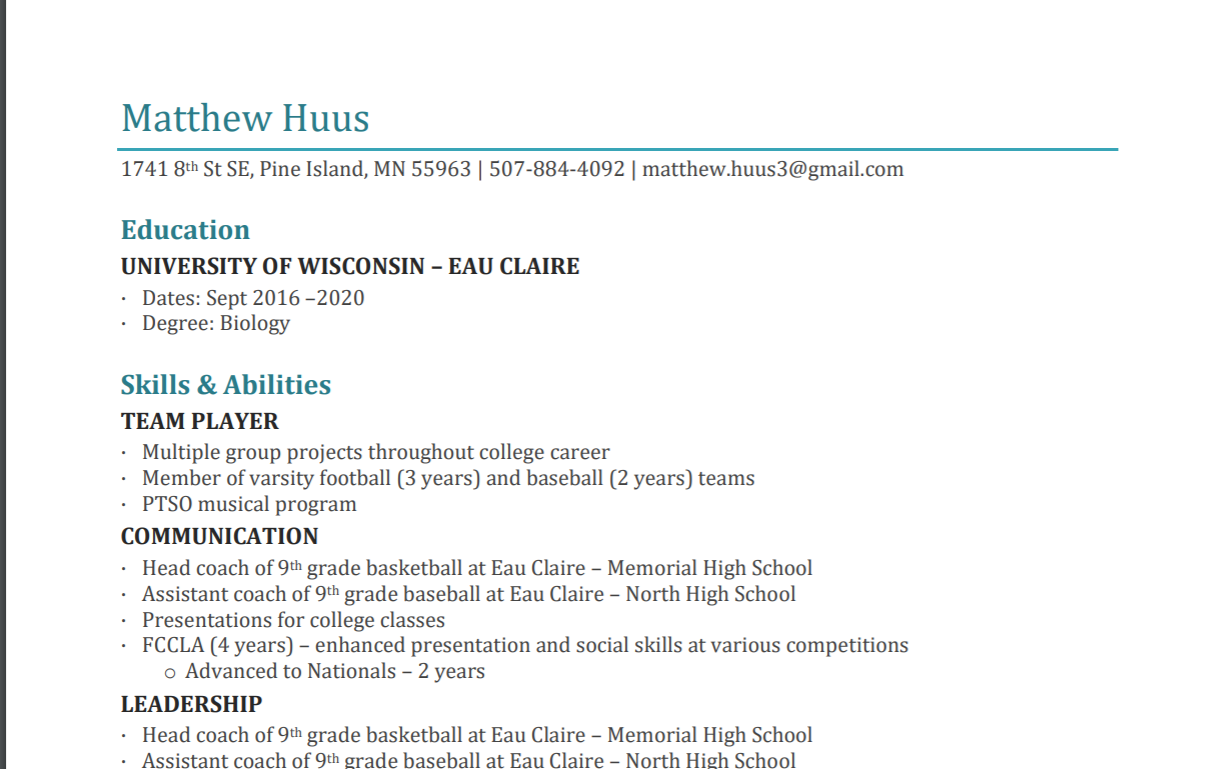 Matthew Huus
1741 8th St SE, Pine Island, MN 55963 | 507-884-4092 | matthew.huus3@gmail.com
Education
UNIVERSITY OF WISCONSIN – EAU CLAIRE
· Dates: Sept 2016 –2020
· Degree: Biology
Skills & Abilities
TEAM PLAYER
· Multiple group projects throughout college career
· Member of varsity football (3 years) and baseball (2 years) teams
· PTSO musical program
COMMUNICATION
· Head coach of 9th grade basketball at Eau Claire – Memorial High School
· Assistant coach of 9th grade baseball at Eau Claire – North High School
· Presentations for college classes
· FCCLA (4 years) – enhanced presentation and social skills at various competitions
o Advanced to Nationals – 2 years
LEADERSHIP
· Head coach of 9th grade basketball at Eau Claire – Memorial High School
· Assistant coach of 9th grade baseball at Eau Claire – North High School